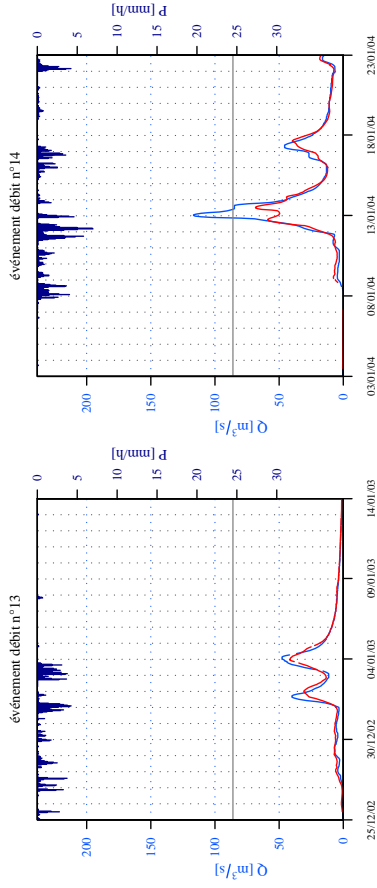 événement débit n°13
0 5 10 15 20 25 30
P [mm/h]
0 50 100 150 200
Q [m³/s]
25/12/02 30/12/02 04/01/03 09/01/03 14/01/03
événement débit n°14
0 5 10 15 20 25 30
P [mm/h]
0 50 100 150 200
Q [m³/s]
03/01/04 08/01/04 13/01/04 18/01/04 23/01/04